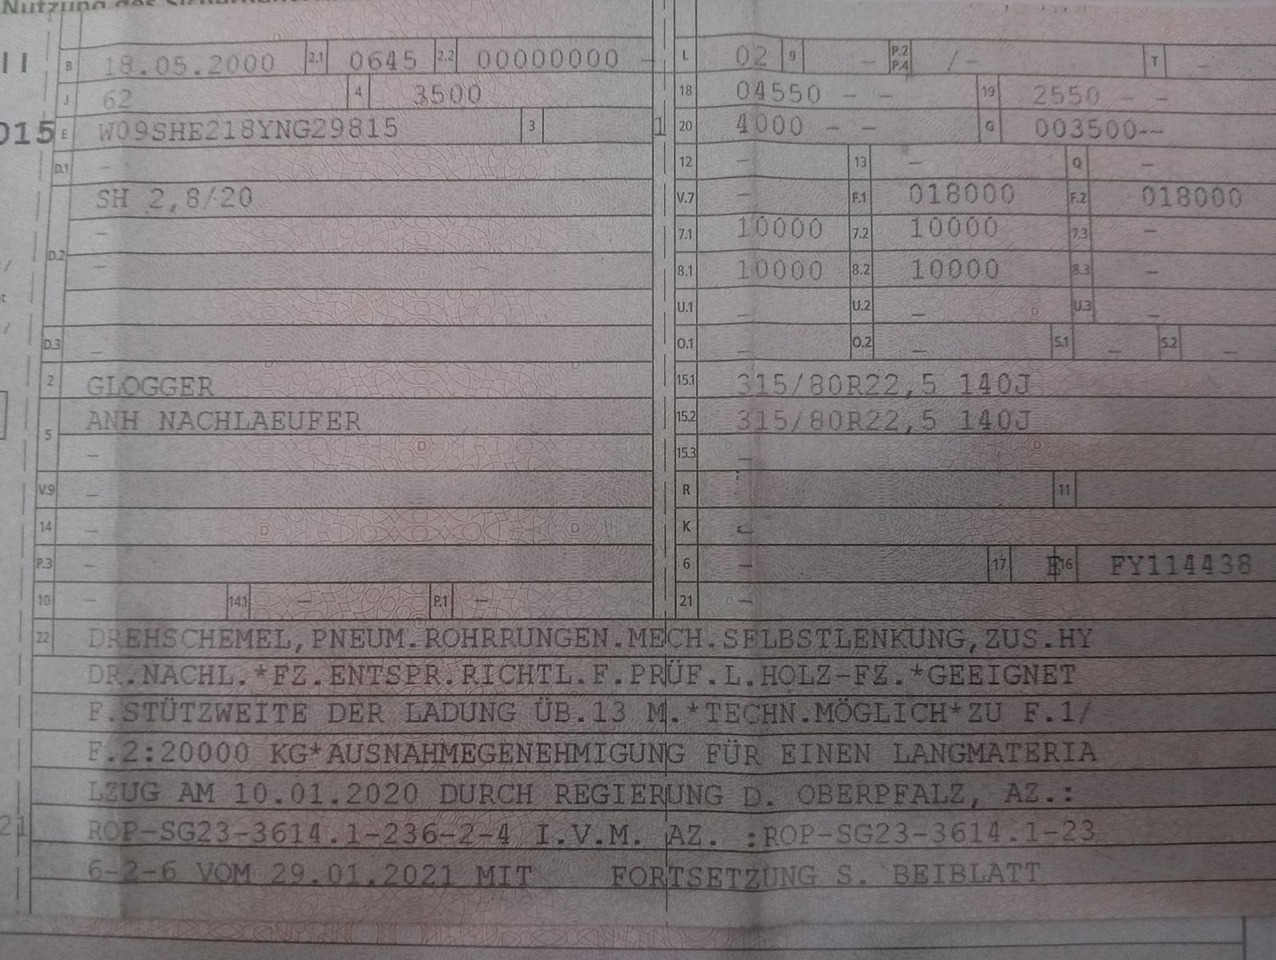 B 18.05.2000 2.1 0645 2.2 00000000 –
J 62 4 3500
015 E W09SHE218YNG29815 3 1
D.1 –
SH 2,8/20
–
D.2 –
D.3 –
2 GLOGGER
ANH NACHLAEUFER
5 –
V.9 –
14 –
P.3 –
10 – 14.1 – P.1 –
L 02 9 – P.2 P.4 /– T –
18 04550 – – 19 2550 – –
20 4000 – – G 003500--
12 – 13 – Q –
V.7 – F.1 018000 F.2 018000
7.1 10000 7.2 10000 7.3 –
8.1 10000 8.2 10000 8.3 –
U.1 – U.2 – U.3 –
O.1 – O.2 – S.1 – S.2 –
15.1 315/80R22,5 140J
15.2 315/80R22,5 140J
15.3 –
R 11
K –
6 – 17 E 16 FY114438
21 –
22 DREHSCHEMEL,PNEUM.ROHRRUNGEN.MECH.SELBSTLENKUNG,ZUS.HY
DR.NACHL.*FZ.ENTSPR.RICHTL.F.PRÜF.L.HOLZ-FZ.*GEEIGNET
F.STÜTZWEITE DER LADUNG ÜB.13 M.*TECHN.MÖGLICH*ZU F.1/
F.2:20000 KG*AUSNAHMEGENEHMIGUNG FÜR EINEN LANGMATERIA
LZUG AM 10.01.2020 DURCH REGIERUNG D. OBERPFALZ, AZ.:
ROP-SG23-3614.1-236-2-4 I.V.M. AZ. :ROP-SG23-3614.1-23
6-2-6 VOM 29.01.2021 MIT FORTSETZUNG S. BEIBLATT